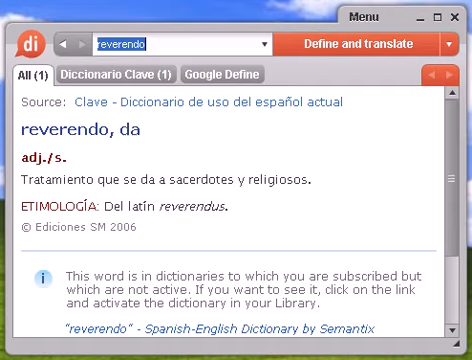 Menu
di
reverendo
Define and translate
All (1)
Diccionario Clave (1)
Google Define
Source: Clave - Diccionario de uso del español actual
reverendo, da
adj./s.
Tratamiento que se da a sacerdotes y religiosos.
ETIMOLOGÍA: Del latín reverendus.
© Ediciones SM 2006
i
This word is in dictionaries to which you are subscribed but
which are not active. If you want to see it, click on the link
and activate the dictionary in your Library.
"reverendo" - Spanish-English Dictionary by Semantix